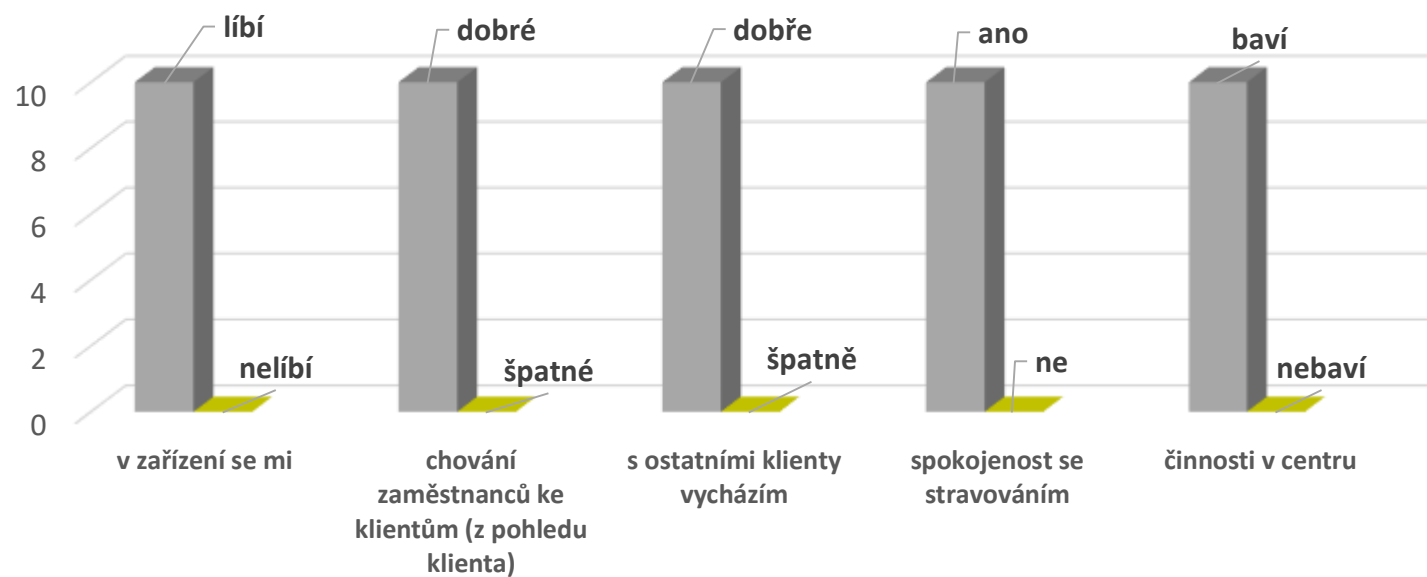 líbí
dobré
dobře
ano
baví
10
8
6
4
2
0
nelíbí
špatné
špatně
ne
nebaví
v zařízení se mi
chování
zaměstnanců ke
klientům (z pohledu
klienta)
s ostatními klienty
vycházím
spokojenost se
stravováním
činnosti v centru